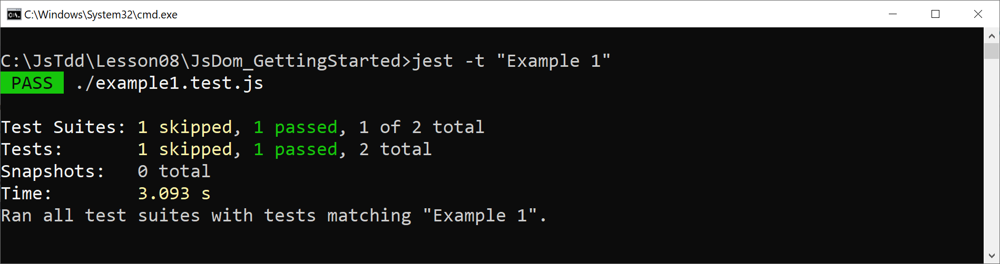 C:\Windows\System32\cmd.exe
C:\JsTdd\Lesson08\JsDom_GettingStarted>jest -t "Example 1"
PASS ./example1.test.js
Test Suites: 1 skipped, 1 passed, 1 of 2 total
Tests:       1 skipped, 1 passed, 2 total
Snapshots:   0 total
Time:        3.093 s
Ran all test suites with tests matching "Example 1".